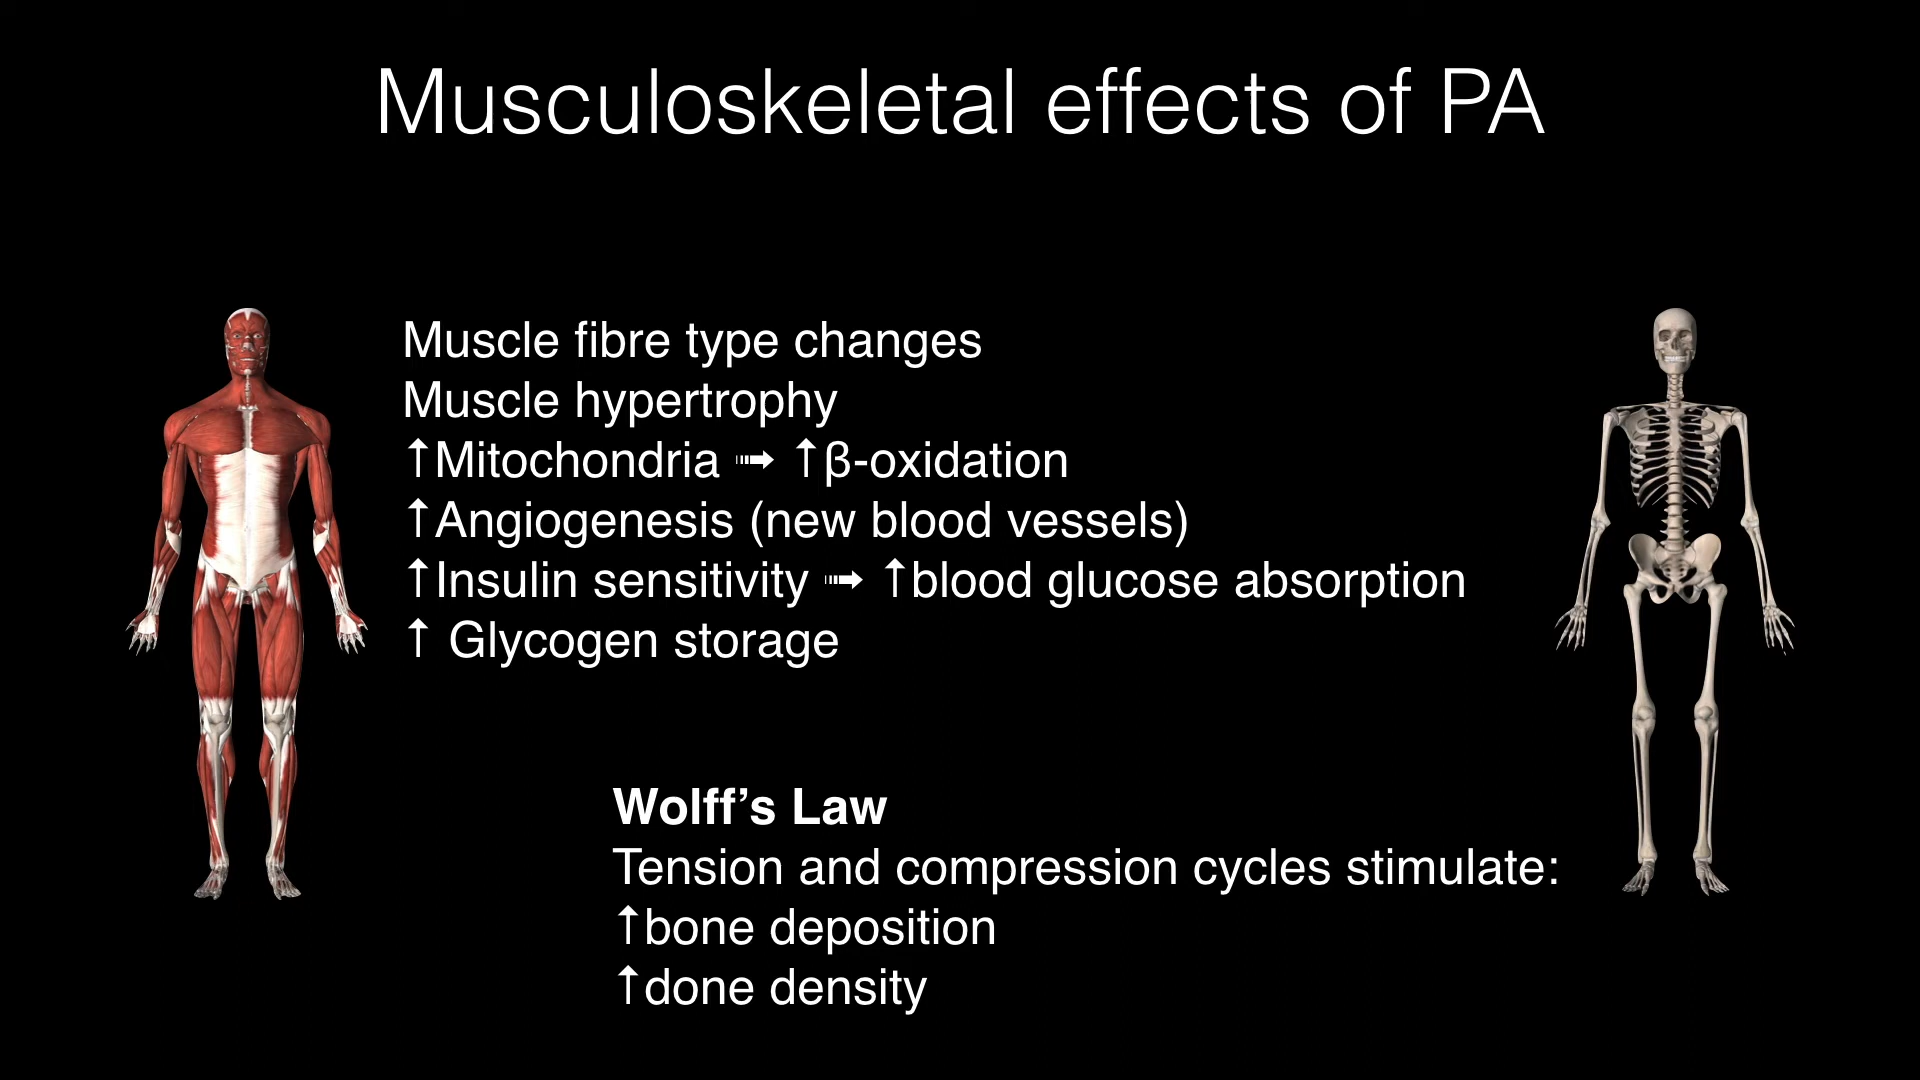 Musculoskeletal effects of PA
Muscle fibre type changes
Muscle hypertrophy
↑Mitochondria ➟ ↑β-oxidation
↑Angiogenesis (new blood vessels)
↑Insulin sensitivity ➟ ↑blood glucose absorption
↑ Glycogen storage
Wolff’s Law
Tension and compression cycles stimulate:
↑bone deposition
↑done density